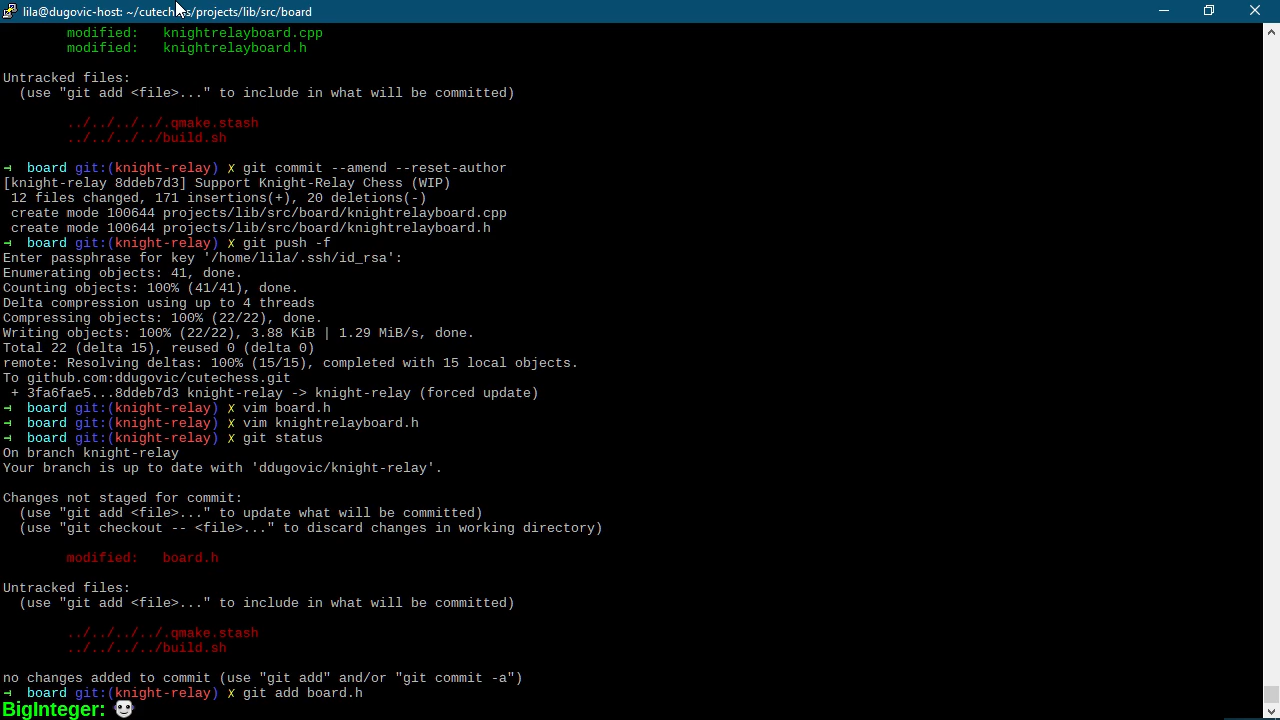 lila@dugovic-host: ~/cutechess/projects/lib/src/board
modified:   knightrelayboard.cpp
modified:   knightrelayboard.h
Untracked files:
(use "git add <file>..." to include in what will be committed)
../../../../.qmake.stash
../../../../build.sh
→ board git:(knight-relay) ✗ git commit --amend --reset-author
[knight-relay 8ddeb7d3] Support Knight-Relay Chess (WIP)
12 files changed, 171 insertions(+), 20 deletions(-)
create mode 100644 projects/lib/src/board/knightrelayboard.cpp
create mode 100644 projects/lib/src/board/knightrelayboard.h
→ board git:(knight-relay) ✗ git push -f
Enter passphrase for key '/home/lila/.ssh/id_rsa':
Enumerating objects: 41, done.
Counting objects: 100% (41/41), done.
Delta compression using up to 4 threads
Compressing objects: 100% (22/22), done.
Writing objects: 100% (22/22), 3.88 KiB | 1.29 MiB/s, done.
Total 22 (delta 15), reused 0 (delta 0)
remote: Resolving deltas: 100% (15/15), completed with 15 local objects.
To github.com:ddugovic/cutechess.git
+ 3fa6fae5...8ddeb7d3 knight-relay -> knight-relay (forced update)
→ board git:(knight-relay) ✗ vim board.h
→ board git:(knight-relay) ✗ vim knightrelayboard.h
→ board git:(knight-relay) ✗ git status
On branch knight-relay
Your branch is up to date with 'ddugovic/knight-relay'.
Changes not staged for commit:
(use "git add <file>..." to update what will be committed)
(use "git checkout -- <file>..." to discard changes in working directory)
modified:   board.h
Untracked files:
(use "git add <file>..." to include in what will be committed)
../../../../.qmake.stash
../../../../build.sh
no changes added to commit (use "git add" and/or "git commit -a")
→ board git:(knight-relay) ✗ git add board.h
BigInteger: